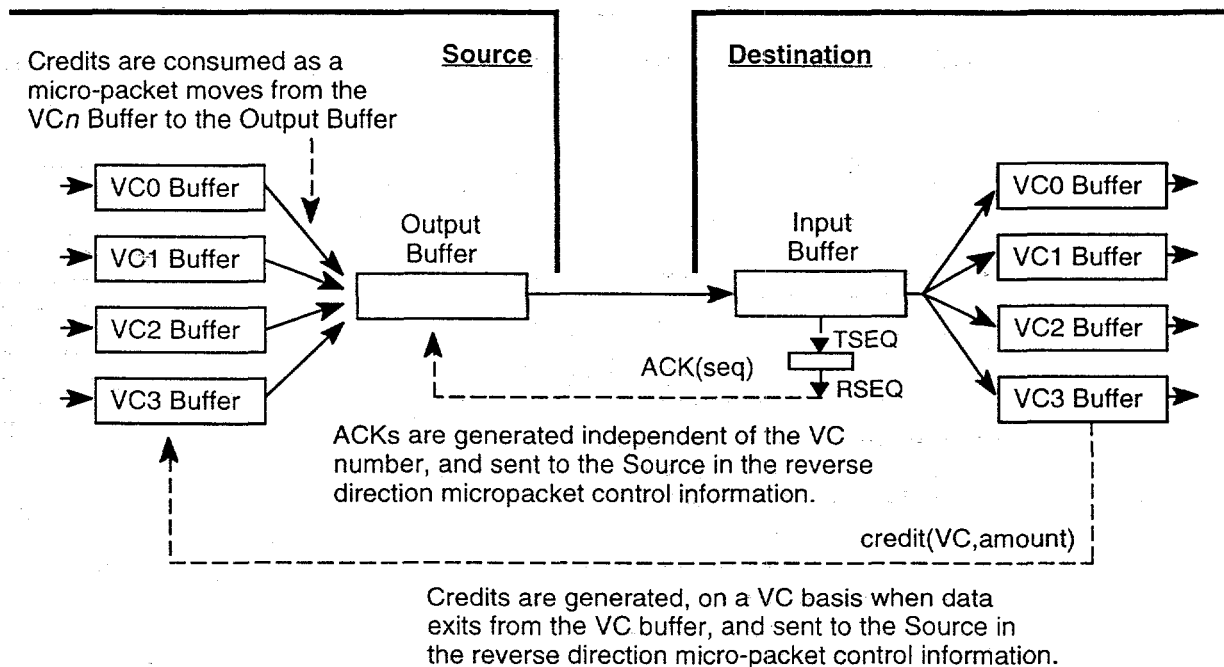 Source
Destination
Credits are consumed as a
micro-packet moves from the
VCn Buffer to the Output Buffer
VC0 Buffer
VC1 Buffer
VC2 Buffer
VC3 Buffer
Output
Buffer
Input
Buffer
VC0 Buffer
VC1 Buffer
VC2 Buffer
VC3 Buffer
TSEQ
ACK(seq)
RSEQ
ACKs are generated independent of the VC
number, and sent to the Source in the reverse
direction micropacket control information.
credit(VC,amount)
Credits are generated, on a VC basis when data
exits from the VC buffer, and sent to the Source in
the reverse direction micro-packet control information.